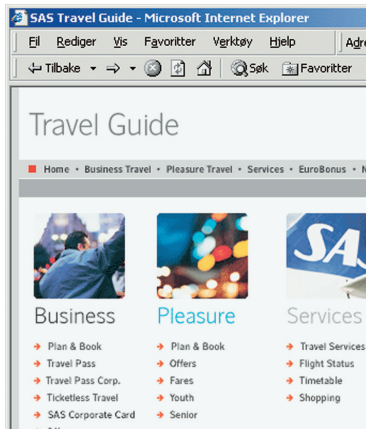 SAS Travel Guide - Microsoft Internet Explorer
Fil Rediger Vis Favoritter Verktøy Hjelp
Tilbake Søk Favoritter
Travel Guide
Home • Business Travel • Pleasure Travel • Services • EuroBonus •
SA
Business Pleasure Services
Plan & Book Plan & Book Travel Services
Travel Pass Offers Flight Status
Travel Pass Corp. Fares Timetable
Ticketless Travel Youth Shopping
SAS Corporate Card Senior